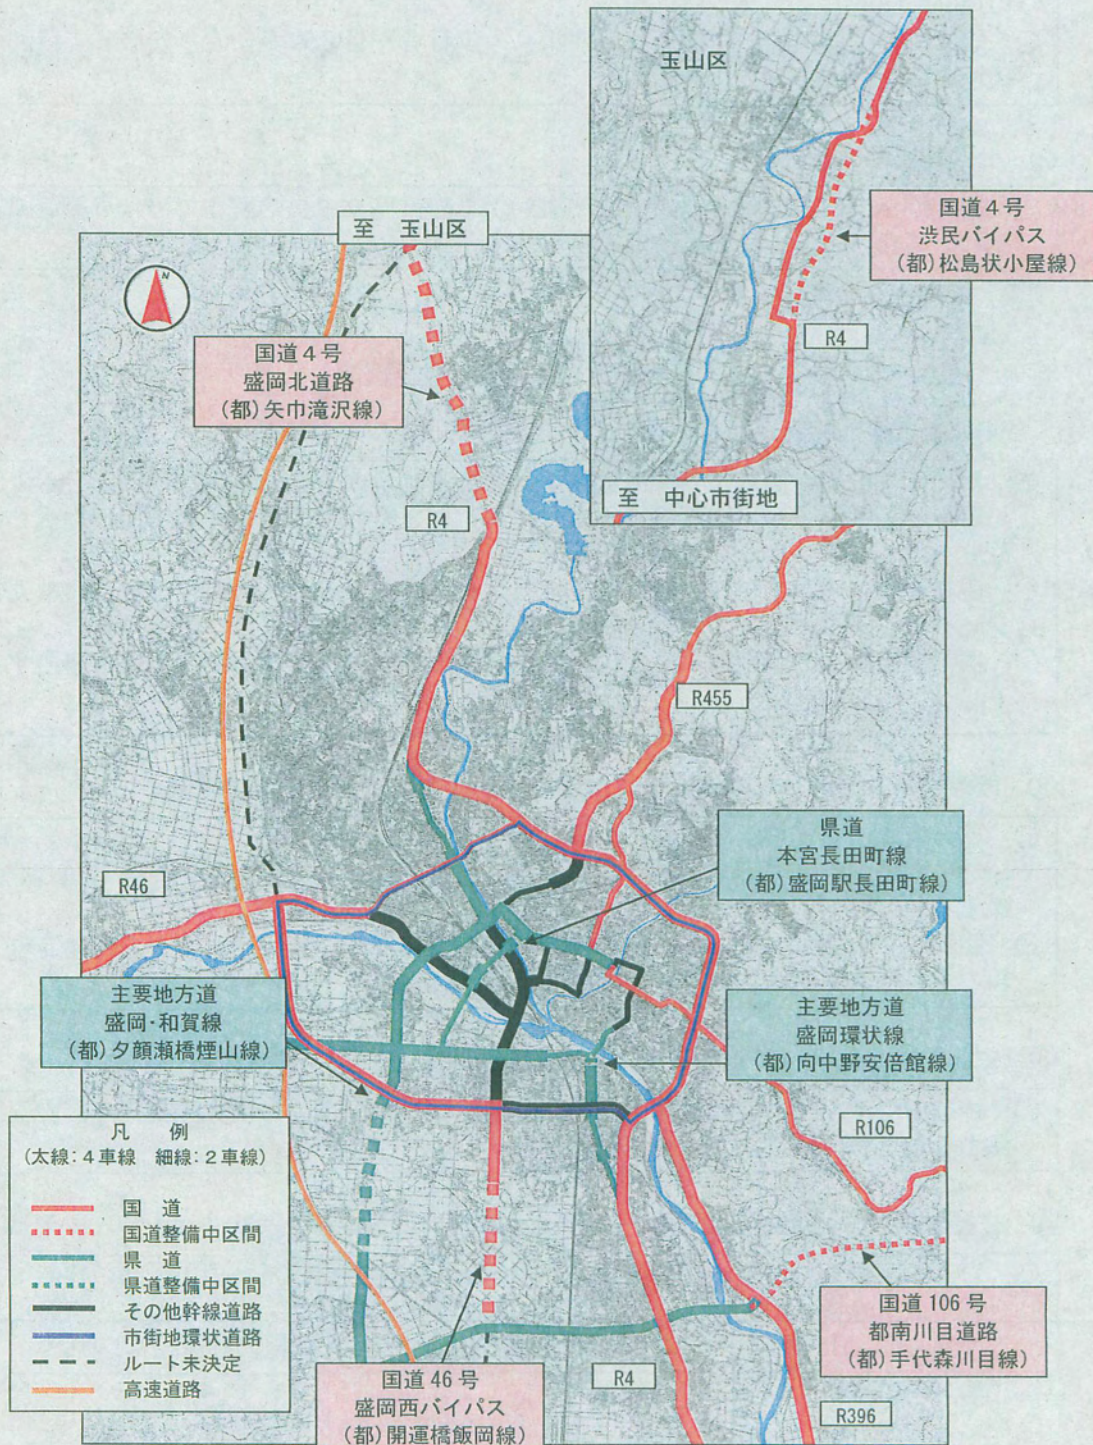 玉山区
国道4号
渋民バイパス
(都)松島状小屋線)
R4
至 中心市街地
至 玉山区
N
国道4号
盛岡北道路
(都)矢巾滝沢線)
R4
R455
県道
本宮長田町線
(都)盛岡駅長田町線)
R46
主要地方道
盛岡・和賀線
(都)夕顔瀬橋煙山線)
主要地方道
盛岡環状線
(都)向中野安倍館線)
R106
凡 例
(太線:4車線 細線:2車線)
国 道
国道整備中区間
県 道
県道整備中区間
その他幹線道路
市街地環状道路
ルート未決定
高速道路
国道106号
都南川目道路
(都)手代森川目線)
国道46号
盛岡西バイパス
(都)開運橋飯岡線)
R4
R396